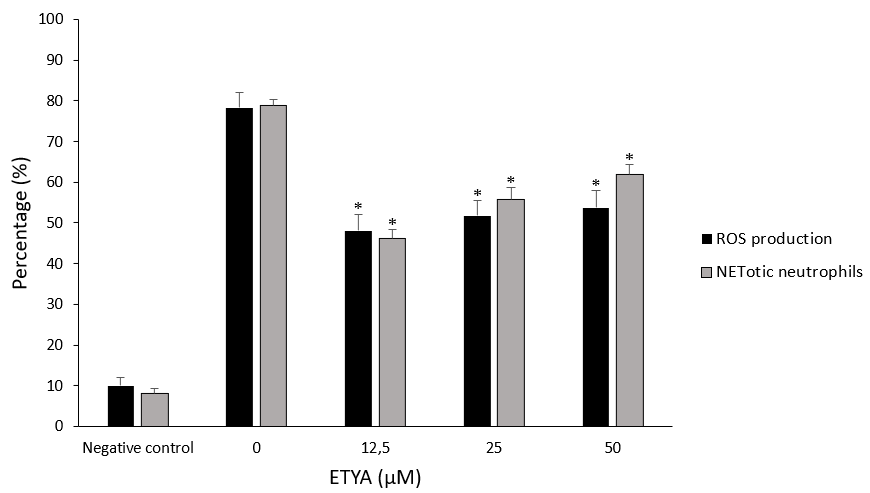 100
90
80
70
60
50
40
30
20
10
0
Percentage (%)
* * * * * *
Negative control 0 12,5 25 50
ETYA (µM)
ROS production
NETotic neutrophils